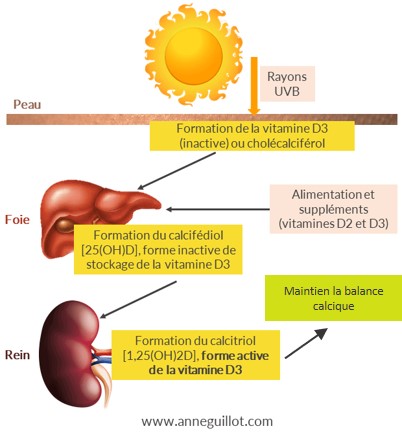 Rayons
UVB
Peau
Formation de la vitamine D3
(inactive) ou cholécalciférol
Alimentation et
suppléments
(vitamines D2 et D3)
Foie
Formation du calcifédiol
[25(OH)D], forme inactive de
stockage de la vitamine D3
Maintien la balance
calcique
Rein
Formation du calcitriol
[1,25(OH)2D], forme active
de la vitamine D3
www.anneguillot.com